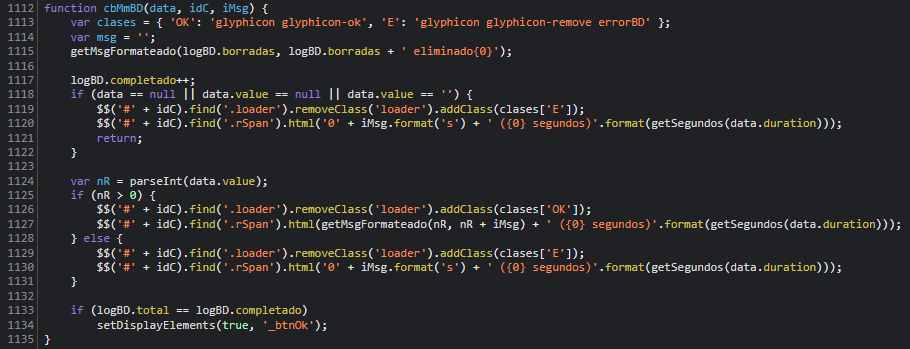 1112 function cbMmBD(data, idC, iMsg) {
1113     var clases = { 'OK': 'glyphicon glyphicon-ok', 'E': 'glyphicon glyphicon-remove errorBD' };
1114     var msg = '';
1115     getMsgFormateado(logBD.borradas, logBD.borradas + ' eliminado{0}');
1116
1117     logBD.completado++;
1118     if (data == null || data.value == null || data.value == '') {
1119         $$('#' + idC).find('.loader').removeClass('loader').addClass(clases['E']);
1120         $$('#' + idC).find('.rSpan').html('0' + iMsg.format('s') + ' ({0} segundos)'.format(getSegundos(data.duration)));
1121         return;
1122     }
1123
1124     var nR = parseInt(data.value);
1125     if (nR > 0) {
1126         $$('#' + idC).find('.loader').removeClass('loader').addClass(clases['OK']);
1127         $$('#' + idC).find('.rSpan').html(getMsgFormateado(nR, nR + iMsg) + ' ({0} segundos)'.format(getSegundos(data.duration)));
1128     } else {
1129         $$('#' + idC).find('.loader').removeClass('loader').addClass(clases['E']);
1130         $$('#' + idC).find('.rSpan').html('0' + iMsg.format('s') + ' ({0} segundos)'.format(getSegundos(data.duration)));
1131     }
1132
1133     if (logBD.total == logBD.completado)
1134         setDisplayElements(true, '_btnOk');
1135 }